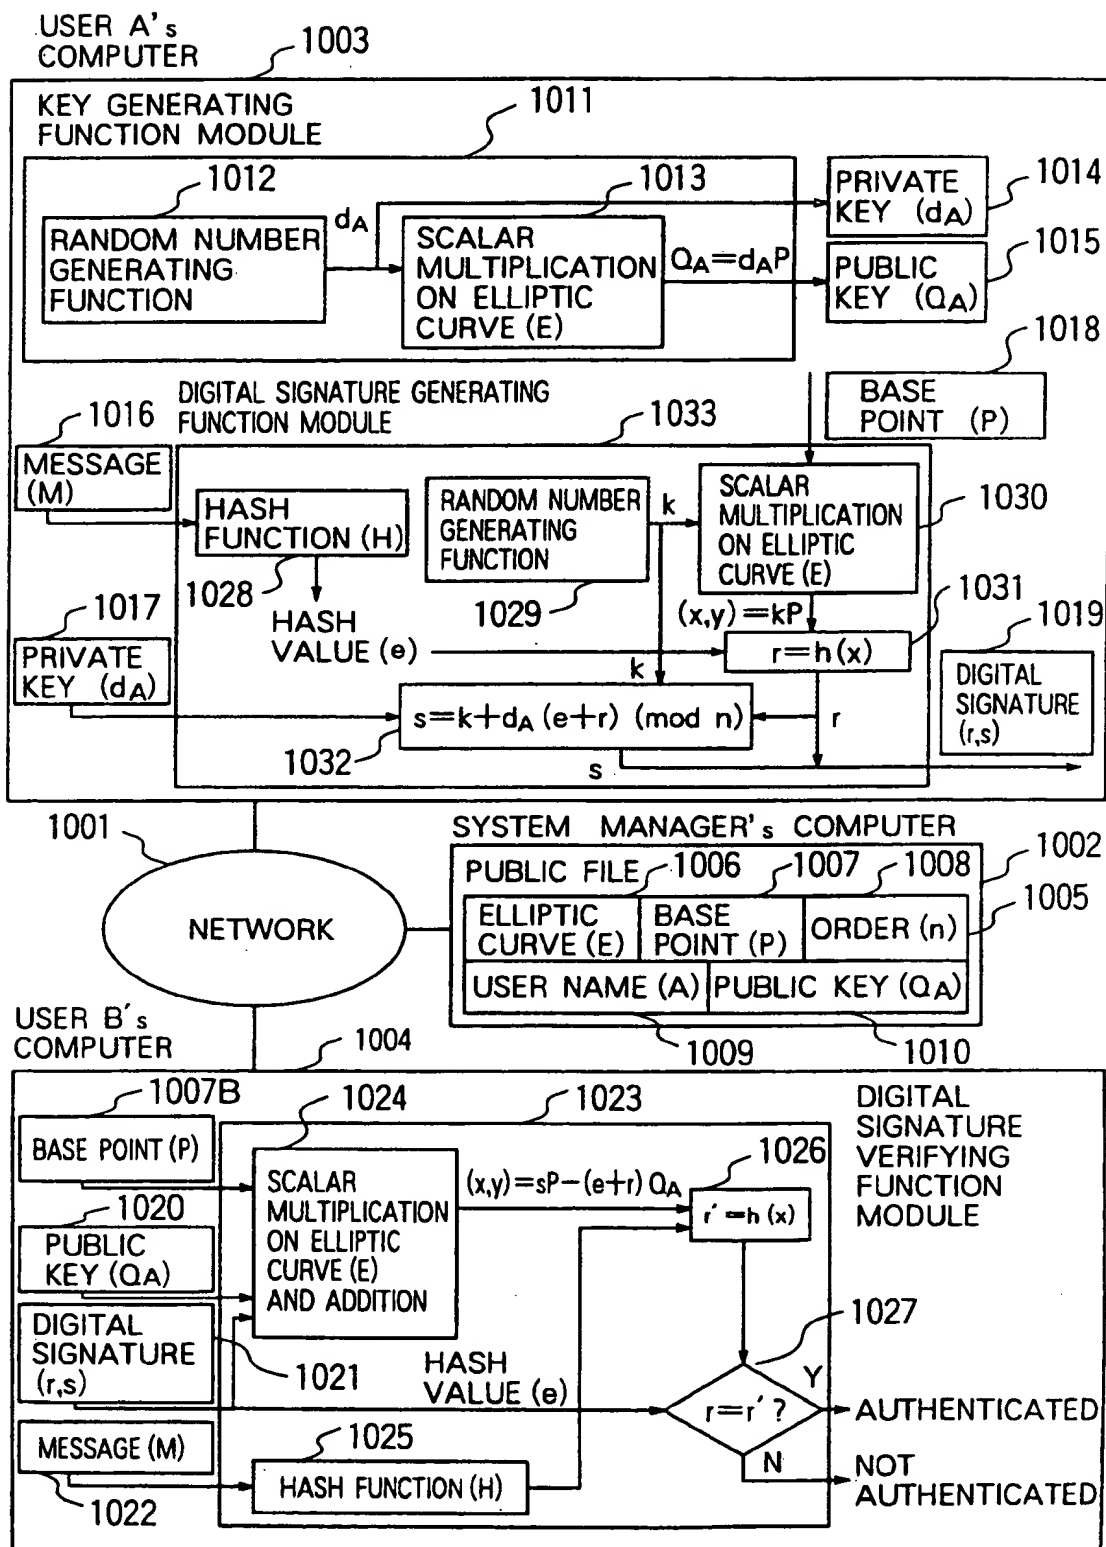 USER A's
COMPUTER
1003
KEY GENERATING
FUNCTION MODULE
1011
1012
1013
1014
RANDOM NUMBER
GENERATING
FUNCTION
dA
SCALAR
MULTIPLICATION
ON ELLIPTIC
CURVE (E)
QA=dAP
PRIVATE
KEY (dA)
1015
PUBLIC
KEY (QA)
1018
BASE
POINT (P)
DIGITAL SIGNATURE GENERATING
FUNCTION MODULE
1016
1033
MESSAGE
(M)
HASH
FUNCTION (H)
1028
RANDOM NUMBER
GENERATING
FUNCTION
1029
k
SCALAR
MULTIPLICATION
ON ELLIPTIC
CURVE (E)
1030
1017
HASH
VALUE (e)
(x,y)=kP
1031
r=h(x)
1019
PRIVATE
KEY (dA)
k
s=k+dA (e+r) (mod n)
1032
r
s
DIGITAL
SIGNATURE
(r,s)
1001
NETWORK
SYSTEM MANAGER's COMPUTER
1002
PUBLIC FILE
1006
1007
1008
1005
ELLIPTIC
CURVE (E)
BASE
POINT (P)
ORDER (n)
USER NAME (A)
PUBLIC KEY (QA)
1009
1010
USER B's
COMPUTER
1004
1007B
1024
1023
DIGITAL
SIGNATURE
VERIFYING
FUNCTION
MODULE
BASE POINT (P)
SCALAR
MULTIPLICATION
ON ELLIPTIC
CURVE (E)
AND ADDITION
(x,y)=sP-(e+r) QA
1026
r'=h (x)
1020
PUBLIC
KEY (QA)
DIGITAL
SIGNATURE
(r,s)
1021
HASH
VALUE (e)
1027
r=r' ?
Y
AUTHENTICATED
N
NOT
AUTHENTICATED
MESSAGE (M)
1022
1025
HASH FUNCTION (H)